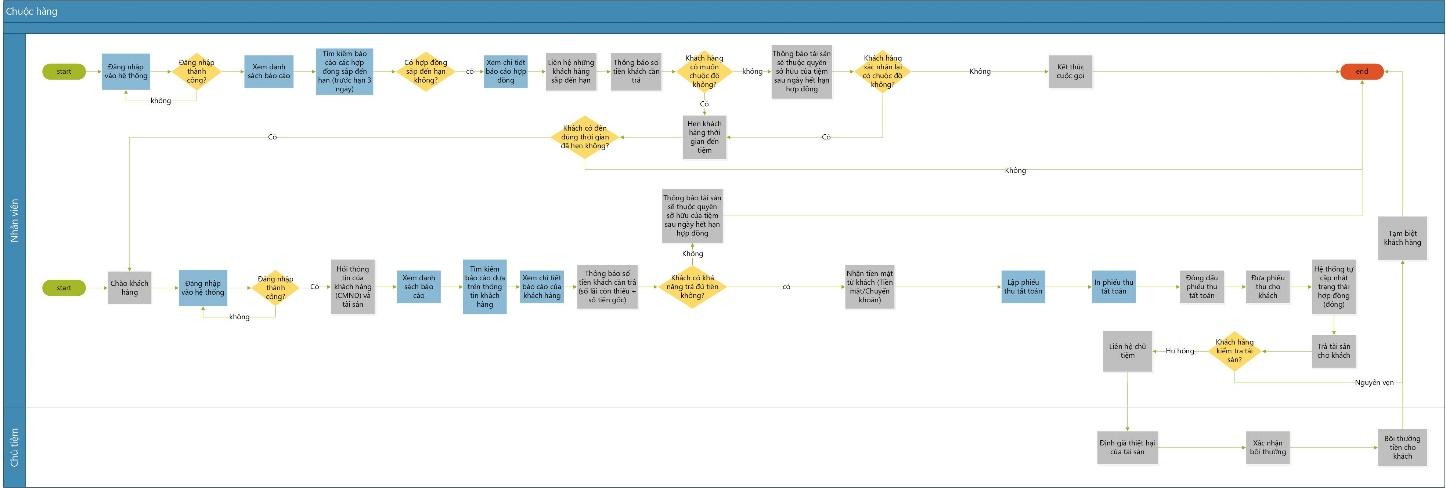 Chuộc hàng
Nhân viên
start
Đăng nhập
vào hệ thống
Đăng nhập
thành
công?
không
Xem danh
sách báo cáo
Tìm kiếm báo
cáo các hợp
đồng sắp đến
hạn (trước hạn 3
ngày)
Có hợp đồng
sắp đến hạn
không?
có
Xem chi tiết
báo cáo hợp
đồng
Liên hệ những
khách hàng
sắp đến hạn
Thông báo số
tiền khách cần
trả
Khách hàng
có muốn
chuộc đồ
không?
không
Có
Thông báo tài sản
sẽ thuộc quyền
sở hữu của tiệm
sau ngày hết hạn
hợp đồng
Khách hàng
xác nhận lại
có chuộc đồ
không?
Không
Kết thúc
cuộc gọi
end
Có
Hẹn khách
hàng thời
gian đến
tiệm
Khách có đến
đúng thời gian
đã hẹn không?
Có
Không
start
Chào khách
hàng
Đăng nhập
vào hệ thống
Đăng nhập
thành
công?
không
Có
Hỏi thông
tin của
khách hàng
(CMND) và
tài sản
Xem danh
sách báo
cáo
Tìm kiếm
báo cáo dựa
trên thông
tin khách
hàng
Xem chi tiết
báo cáo của
khách hàng
Thông báo số
tiền khách cần trả
(số lãi còn thiếu +
số tiền gốc)
Khách có khả
năng trả đủ tiền
không?
Không
Thông báo tài sản
sẽ thuộc quyền
sở hữu của tiệm
sau ngày hết hạn
hợp đồng
có
Nhận tiền mặt
từ khách (Tiền
mặt/Chuyển
khoản)
Lập phiếu
thu tất toán
In phiếu thu
tất toán
Đóng dấu
phiếu thu
tất toán
Đưa phiếu
thu cho
khách
Hệ thống tự
cập nhật
trạng thái
hợp đồng
(đóng)
Trả tài sản
cho khách
Khách hàng
kiểm tra tài
sản?
Hư hỏng
Nguyên vẹn
Liên hệ chủ
tiệm
Tạm biệt
khách hàng
Chủ tiệm
Định giá thiệt hại
của tài sản
Xác nhận
bồi thường
Bồi thường
tiền cho
khách